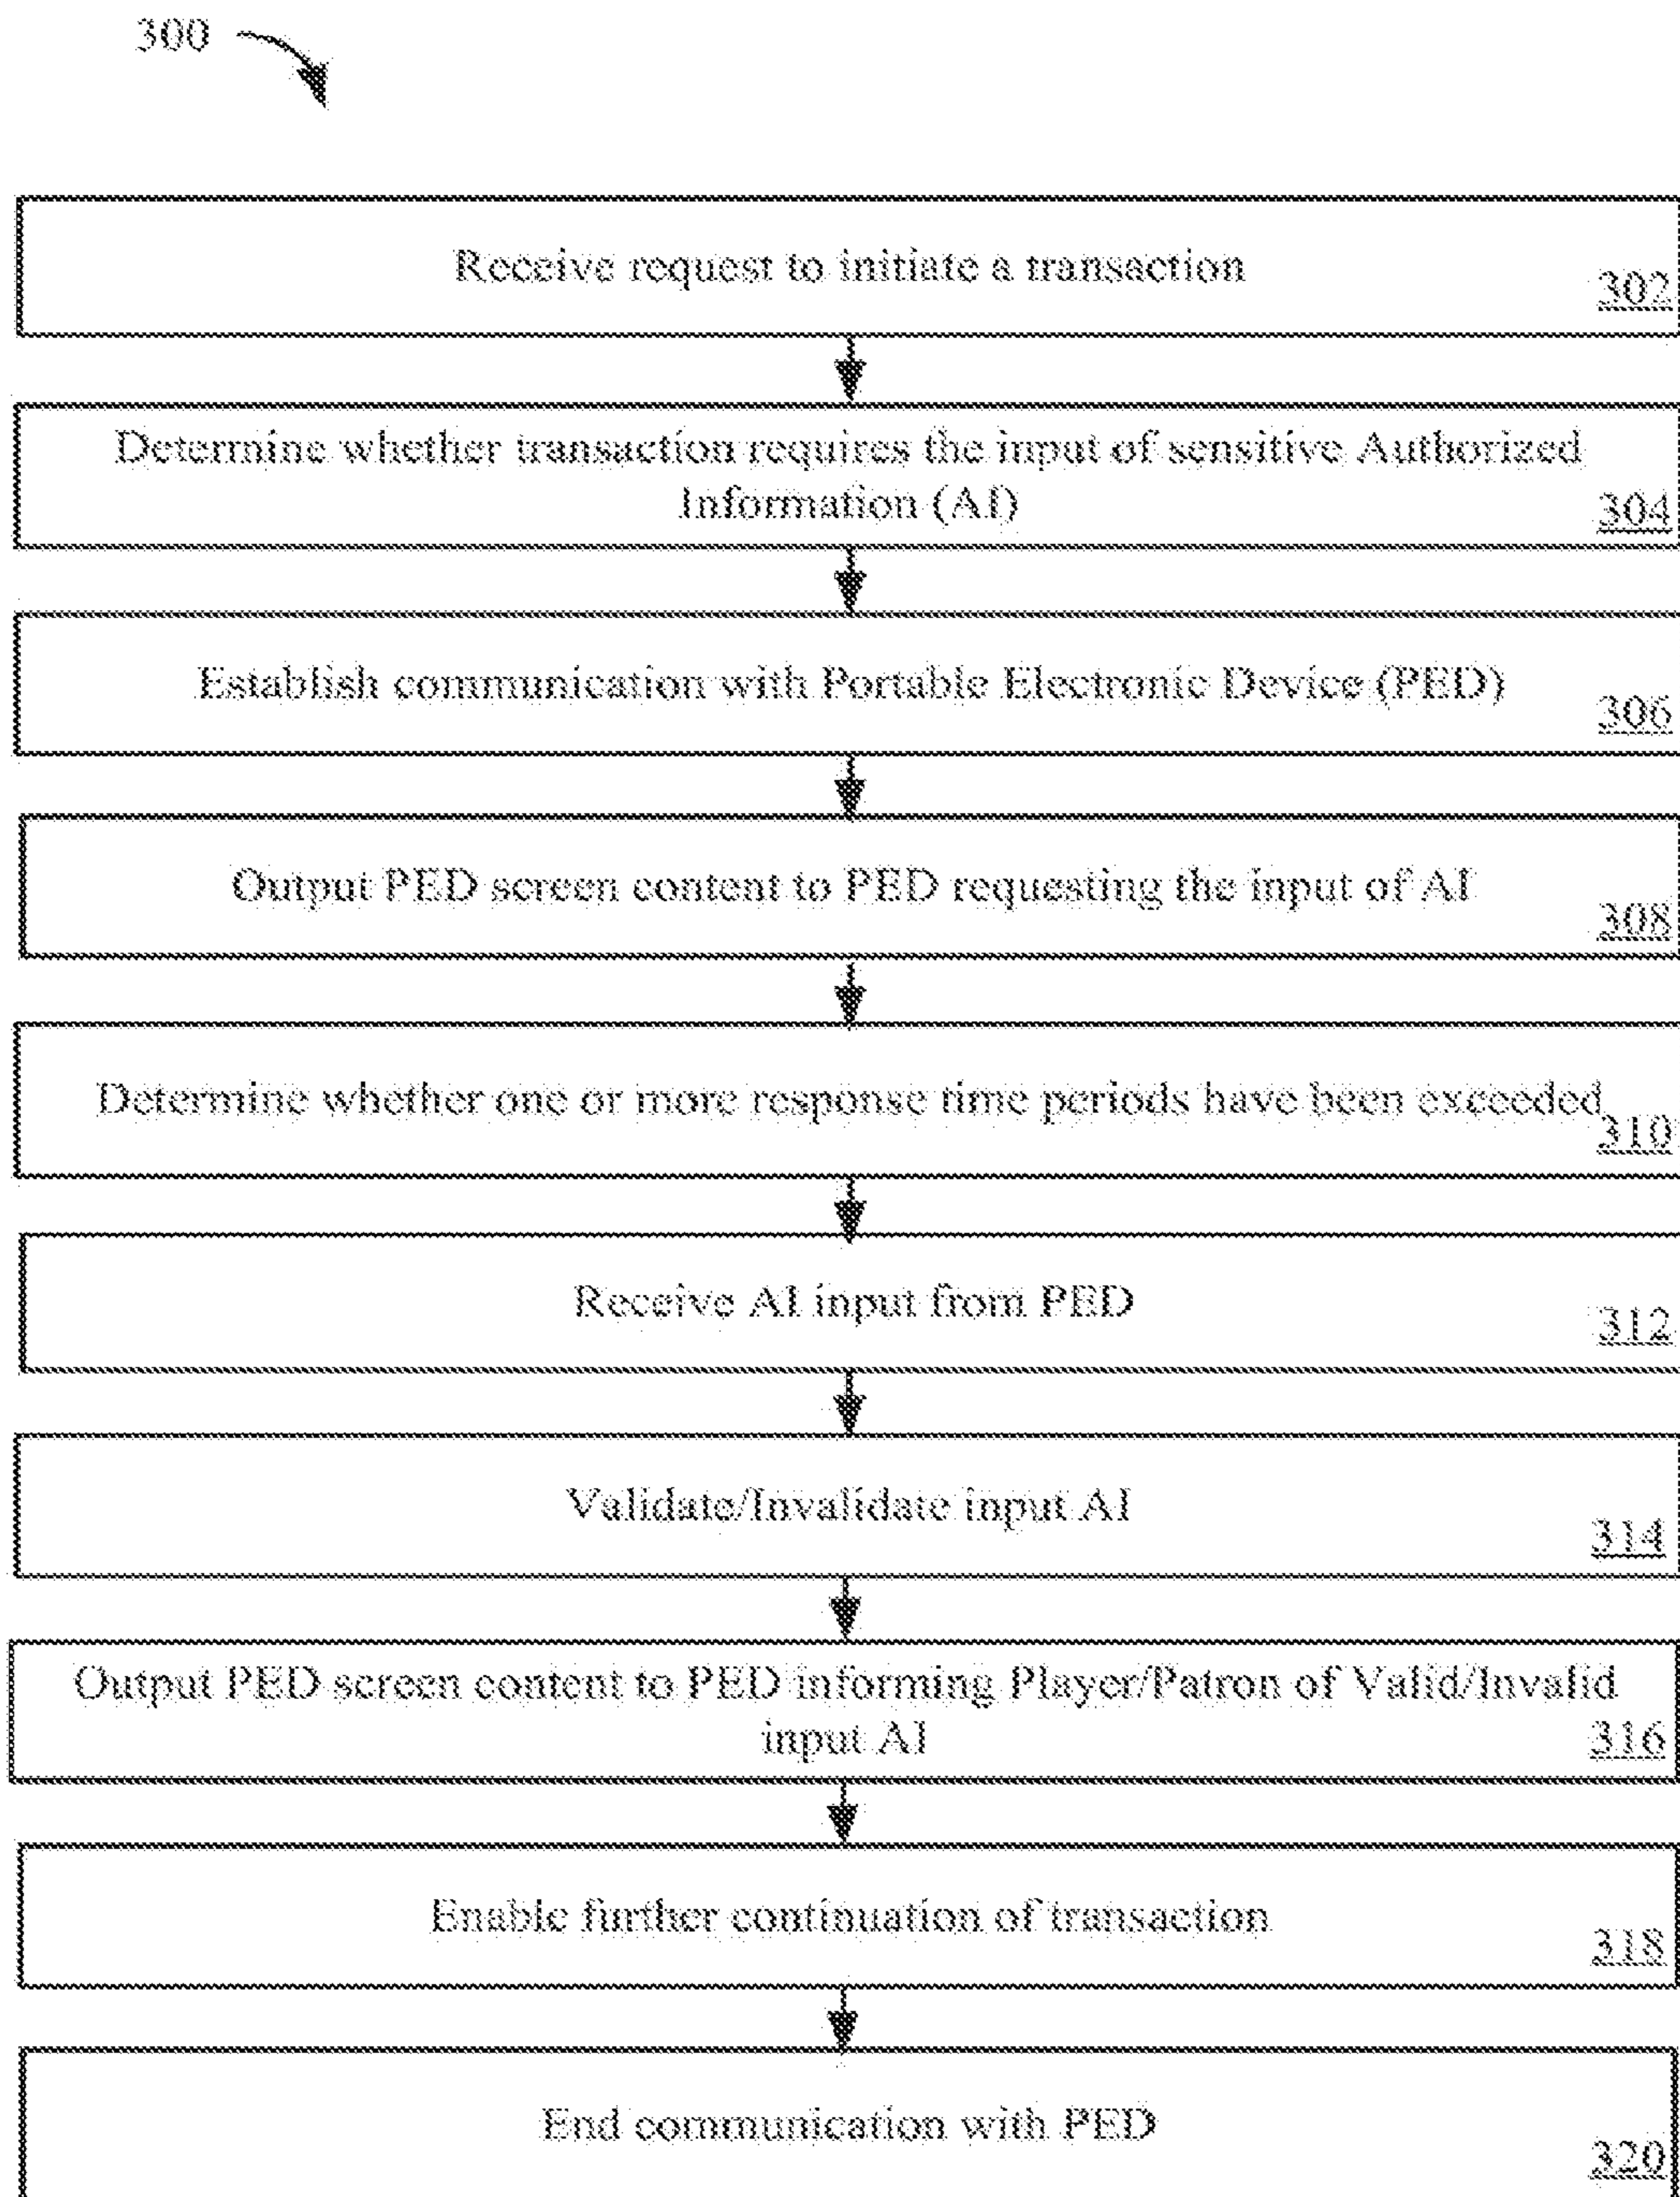 300
Receive request to initiate a transaction
302
Determine whether transaction requires the input of sensitive Authorized
Information (AI)
304
Establish communication with Portable Electronic Device (PED)
306
Output PED screen content to PED requesting the input of AI
308
Determine whether one or more response time periods have been exceeded
310
Receive AI input from PED
312
Validate/Invalidate input AI
314
Output PED screen content to PED informing Player/Patron of Valid/Invalid
input AI
316
Enable further continuation of transaction
318
End communication with PED
320